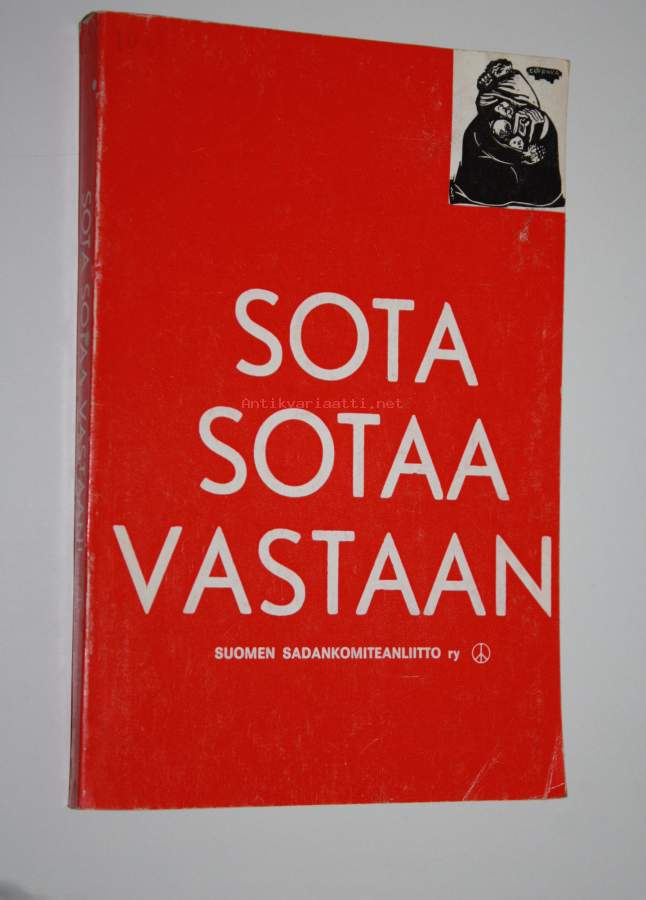 SOTA
Antikvariaatti.net
SOTAA
VASTAAN
SUOMEN SADANKOMITEANLIITTO ry
SOTA SOTAA VASTAAN